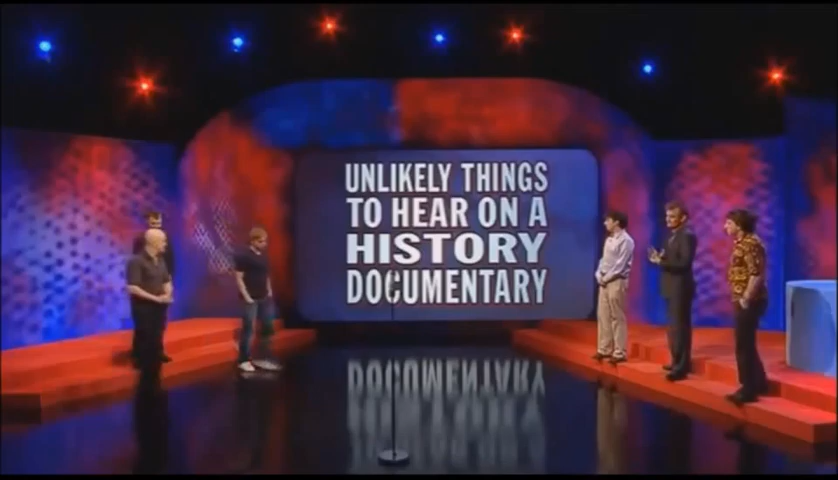 UNLIKELY THINGS
TO HEAR ON A
HISTORY
DOCUMENTARY